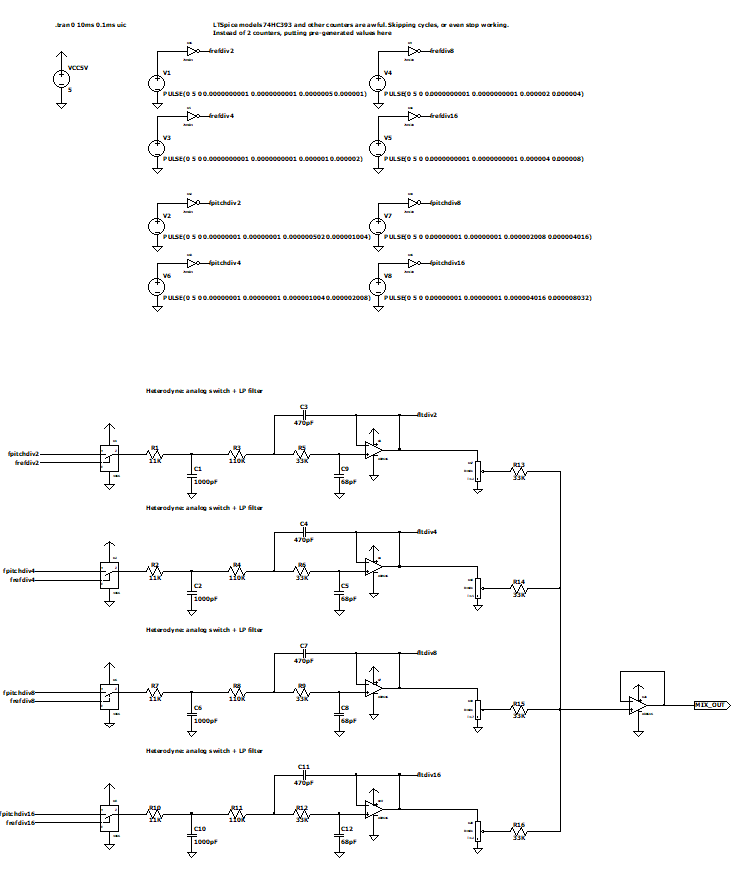 .tran 0 10ms 0.1ms uic
LTSpice models 74HC393 and other counters are awful. Skipping cycles, or even stop working.
Instead of 2 counters, putting pre-generated values here
VCC5V
5
frefdiv2
V1
PULSE(0 5 0 0.0000000001 0.0000000001 0.0000005 0.000001)
frefdiv8
V4
PULSE(0 5 0 0.0000000001 0.0000000001 0.000002 0.000004)
frefdiv4
V3
PULSE(0 5 0 0.0000000001 0.0000000001 0.000001 0.000002)
frefdiv16
V5
PULSE(0 5 0 0.0000000001 0.0000000001 0.000004 0.000008)
fpitchdiv2
V2
PULSE(0 5 0 0.00000001 0.00000001 0.000000502 0.000001004)
fpitchdiv8
V7
PULSE(0 5 0 0.00000001 0.00000001 0.000002008 0.000004016)
fpitchdiv4
V6
PULSE(0 5 0 0.00000001 0.00000001 0.000001004 0.000002008)
fpitchdiv16
V8
PULSE(0 5 0 0.00000001 0.00000001 0.000004016 0.000008032)
Heterodyne: analog switch + LP filter
fpitchdiv2
frefdiv2
R1
11K
C1
1000pF
R3
110K
C3
470pF
R5
33K
C9
68pF
fltdiv2
R13
33K
Heterodyne: analog switch + LP filter
fpitchdiv4
frefdiv4
R2
11K
C2
1000pF
R4
110K
C4
470pF
R6
33K
C5
68pF
fltdiv4
R14
33K
Heterodyne: analog switch + LP filter
fpitchdiv8
frefdiv8
R7
11K
C6
1000pF
R8
110K
C7
470pF
R9
33K
C8
68pF
fltdiv8
R15
33K
MIX_OUT
Heterodyne: analog switch + LP filter
fpitchdiv16
frefdiv16
R10
11K
C10
1000pF
R11
110K
C11
470pF
R12
33K
C12
68pF
fltdiv16
R16
33K